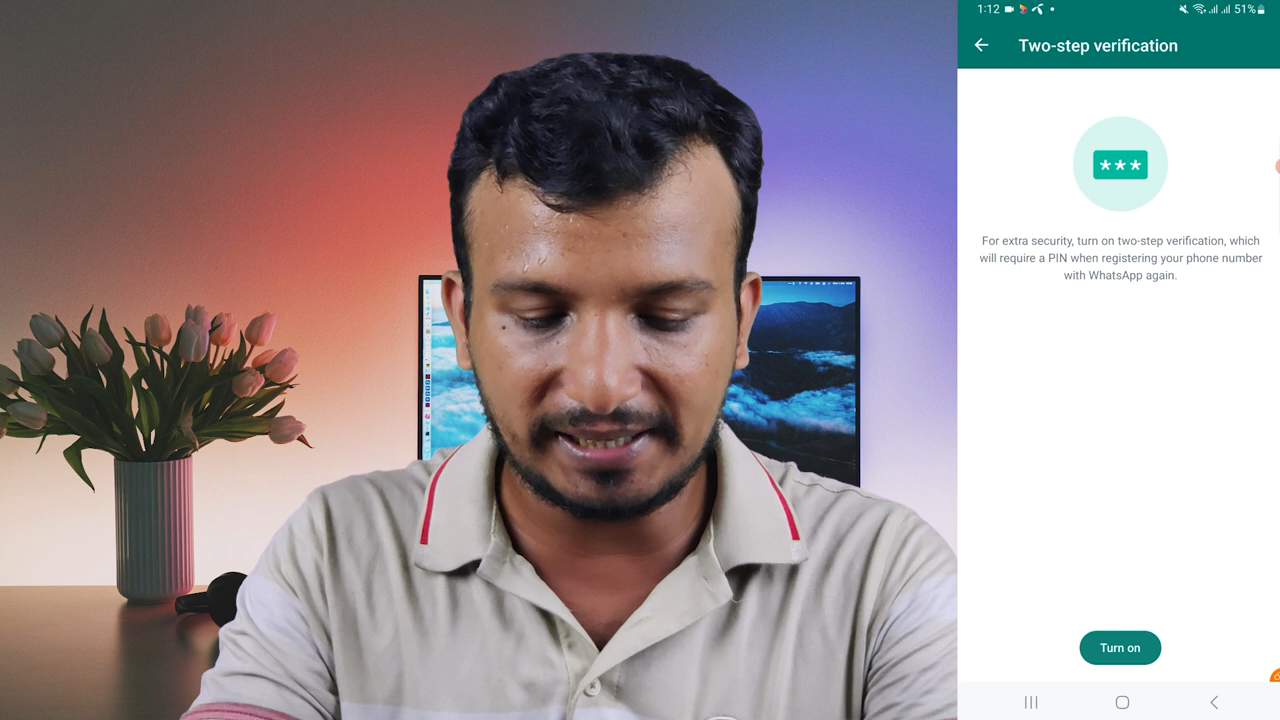 1:12
51%
Two-step verification
***
For extra security, turn on two-step verification, which
will require a PIN when registering your phone number
with WhatsApp again.
Turn on